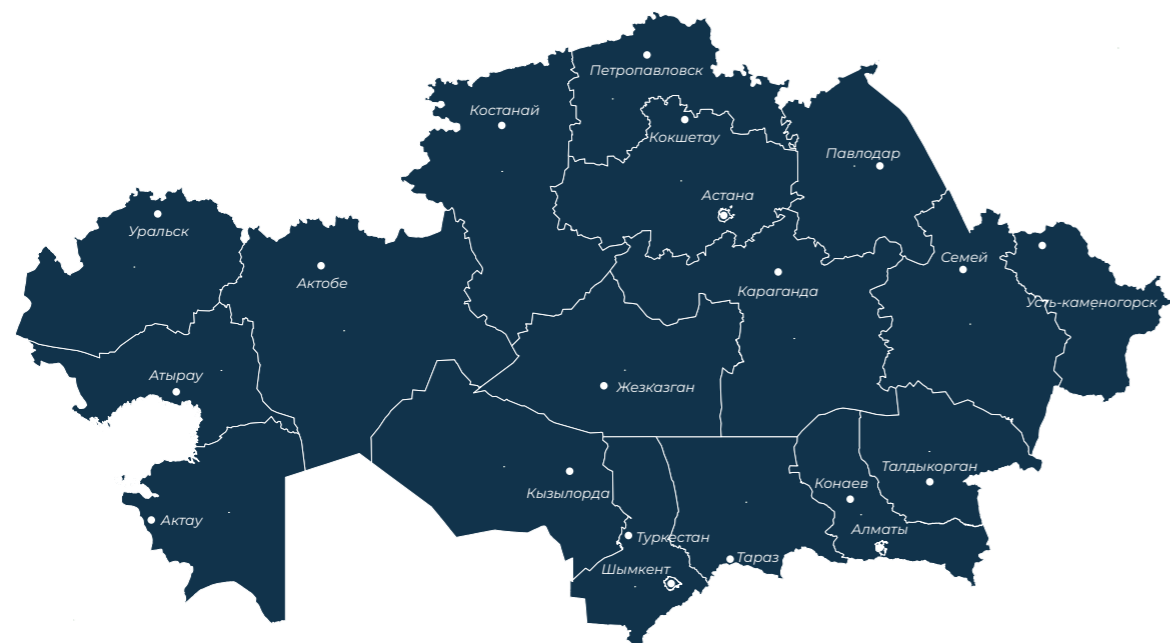 Петропавловск
Костанай
Кокшетау
Павлодар
Астана
Уральск
Семей
Актобе
Караганда
Усть-каменогорск
Атырау
Жезказган
Талдыкорган
Конаев
Кызылорда
Актау
Алматы
Туркестан
Тараз
Шымкент